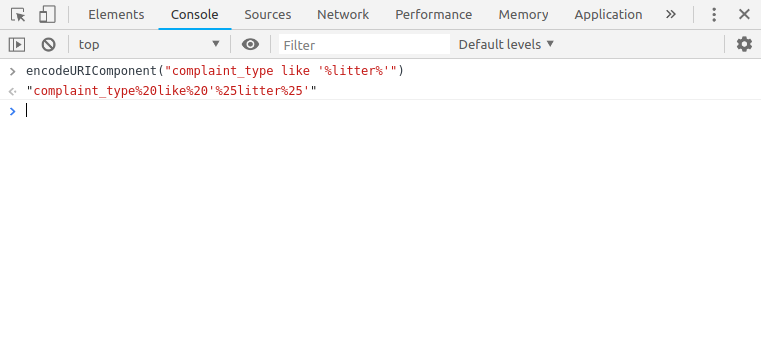 Elements Console Sources Network Performance Memory Application »
top Filter Default levels
encodeURIComponent("complaint_type like '%litter%'")
"complaint_type%20like%20'%25litter%25'"